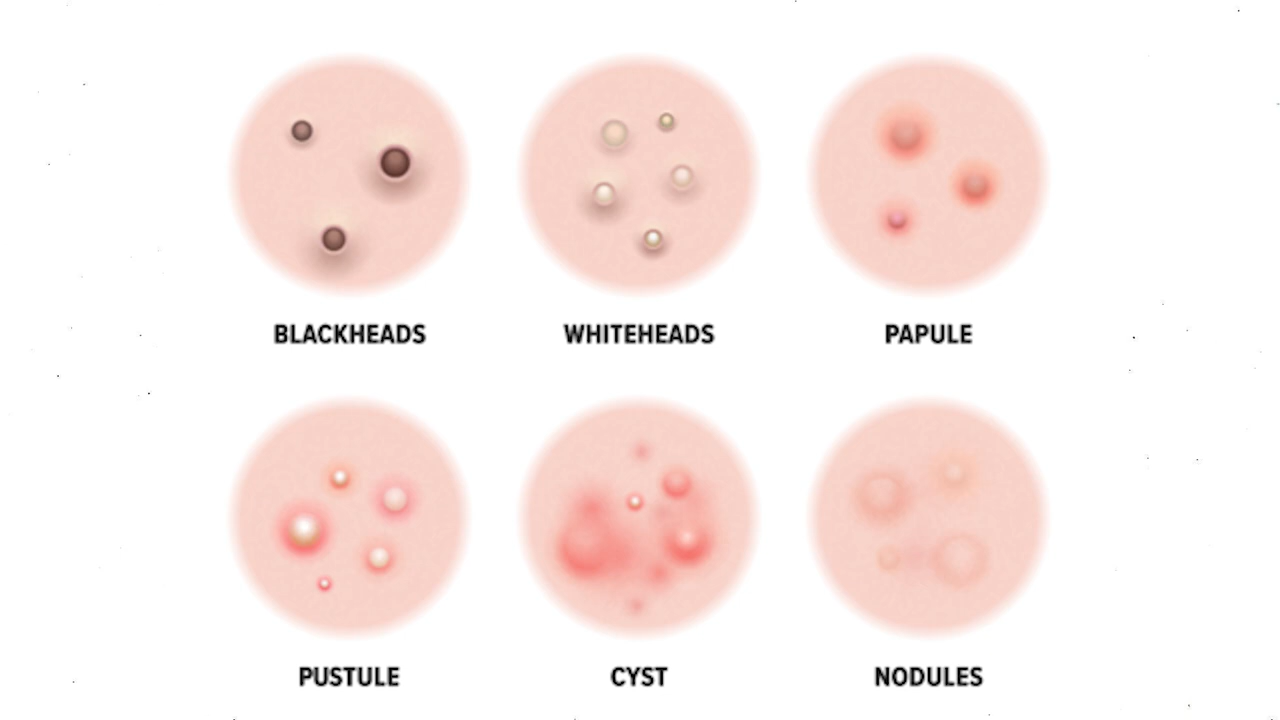 BLACKHEADS
WHITEHEADS
PAPULE
PUSTULE
CYST
NODULES